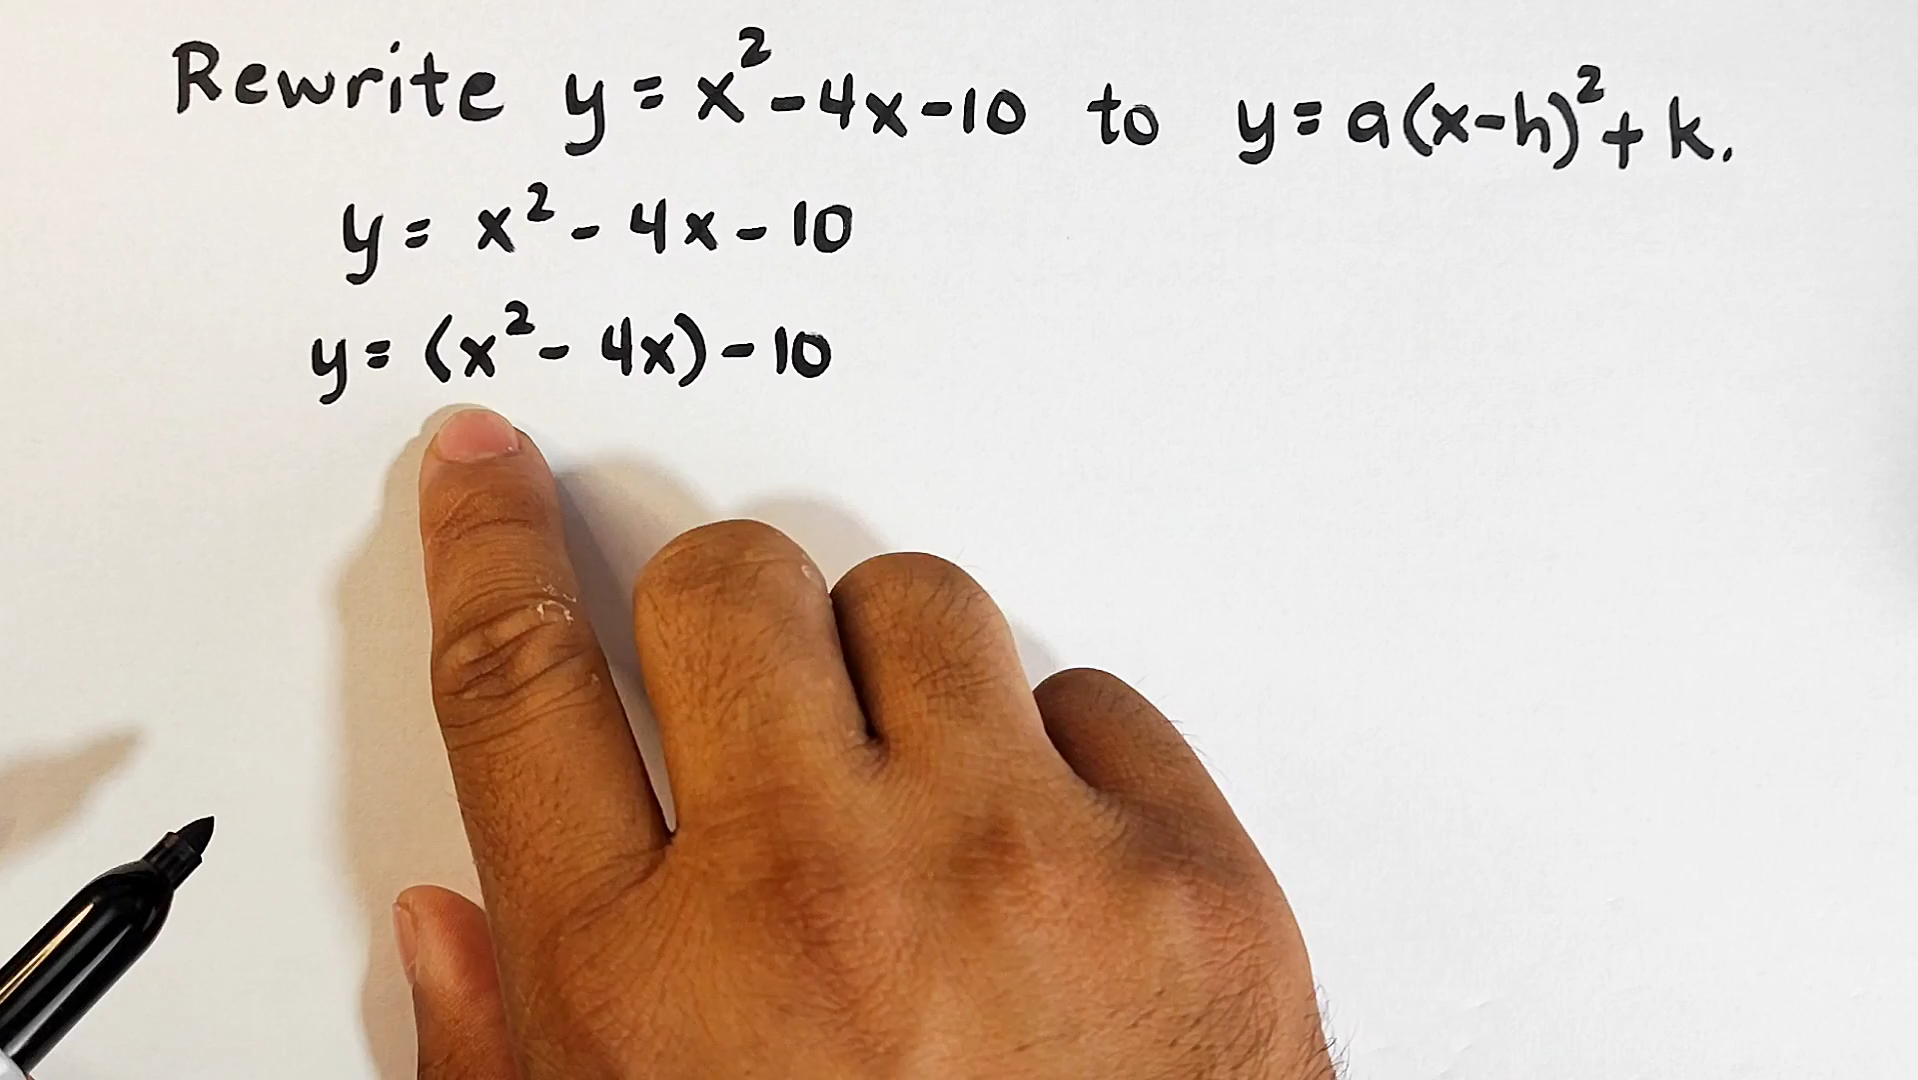 Rewrite y = x² - 4x - 10 to y = a(x-h)² + k.
y = x² - 4x - 10
y = (x² - 4x) - 10